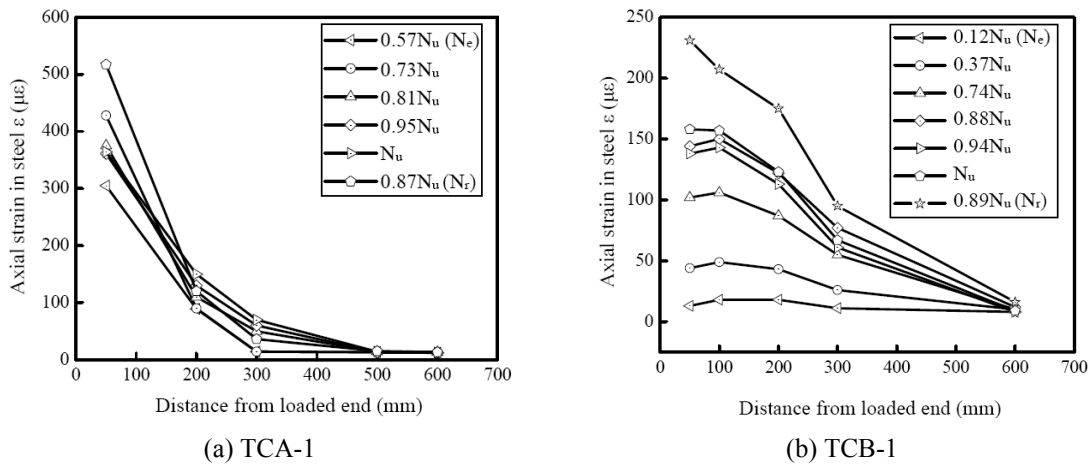 600
500
400
300
200
100
0
0 100 200 300 400 500 600 700
Axial strain in steel ε (µε)
Distance from loaded end (mm)
0.57Nu (Ne)
0.73Nu
0.81Nu
0.95Nu
Nu
0.87Nu (Nr)
(a) TCA-1
250
200
150
100
50
0
0 100 200 300 400 500 600 700
Axial strain in steel ε (µε)
Distance from loaded end (mm)
0.12Nu (Ne)
0.37Nu
0.74Nu
0.88Nu
0.94Nu
Nu
0.89Nu (Nr)
(b) TCB-1